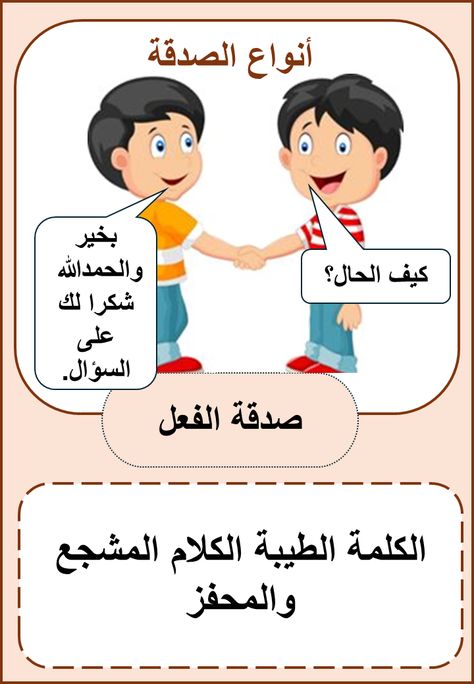 أنواع الصدقة
كيف الحال؟
بخير
والحمدالله
شكرا لك
على
السؤال.
صدقة الفعل
الكلمة الطيبة الكلام المشجع
والمحفز